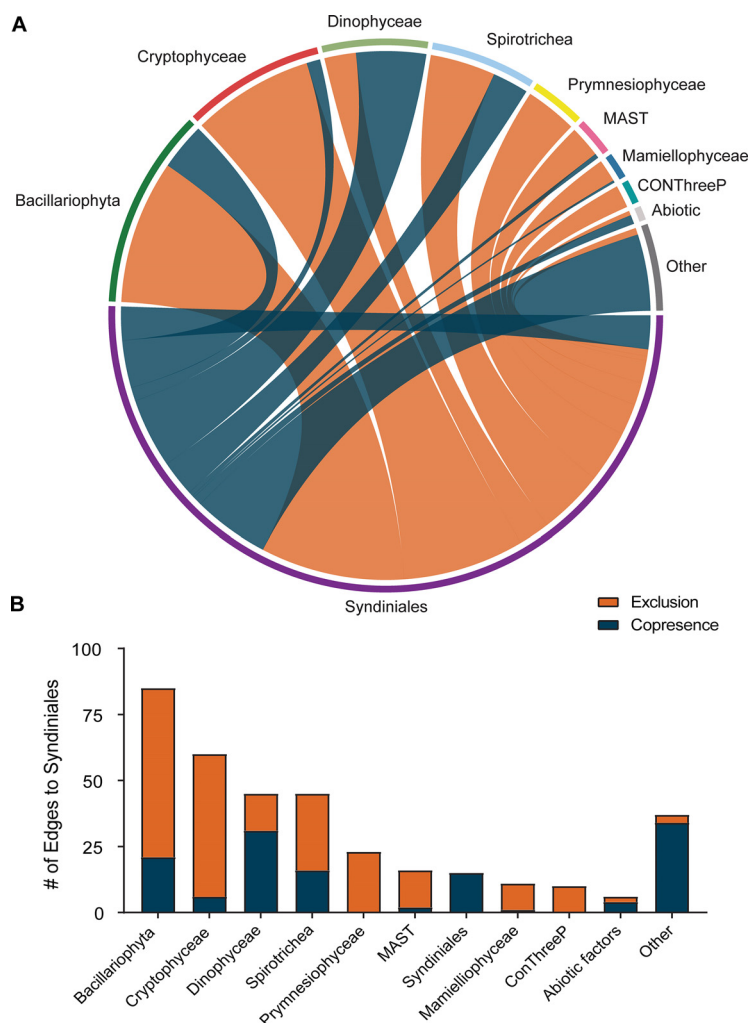 A
Dinophyceae
Spirotrichea
Cryptophyceae
Prymnesiophyceae
MAST
Mamiellophyceae
CONThreeP
Bacillariophyta
Abiotic
Other
Syndiniales
B
Exclusion
Copresence
100
75
50
25
0
# of Edges to Syndiniales
Bacillariophyta
Cryptophyceae
Dinophyceae
Spirotrichea
Prymnesiophyceae
MAST
Syndiniales
Mamielliophyceae
ConThreeP
Abiotic factors
Other